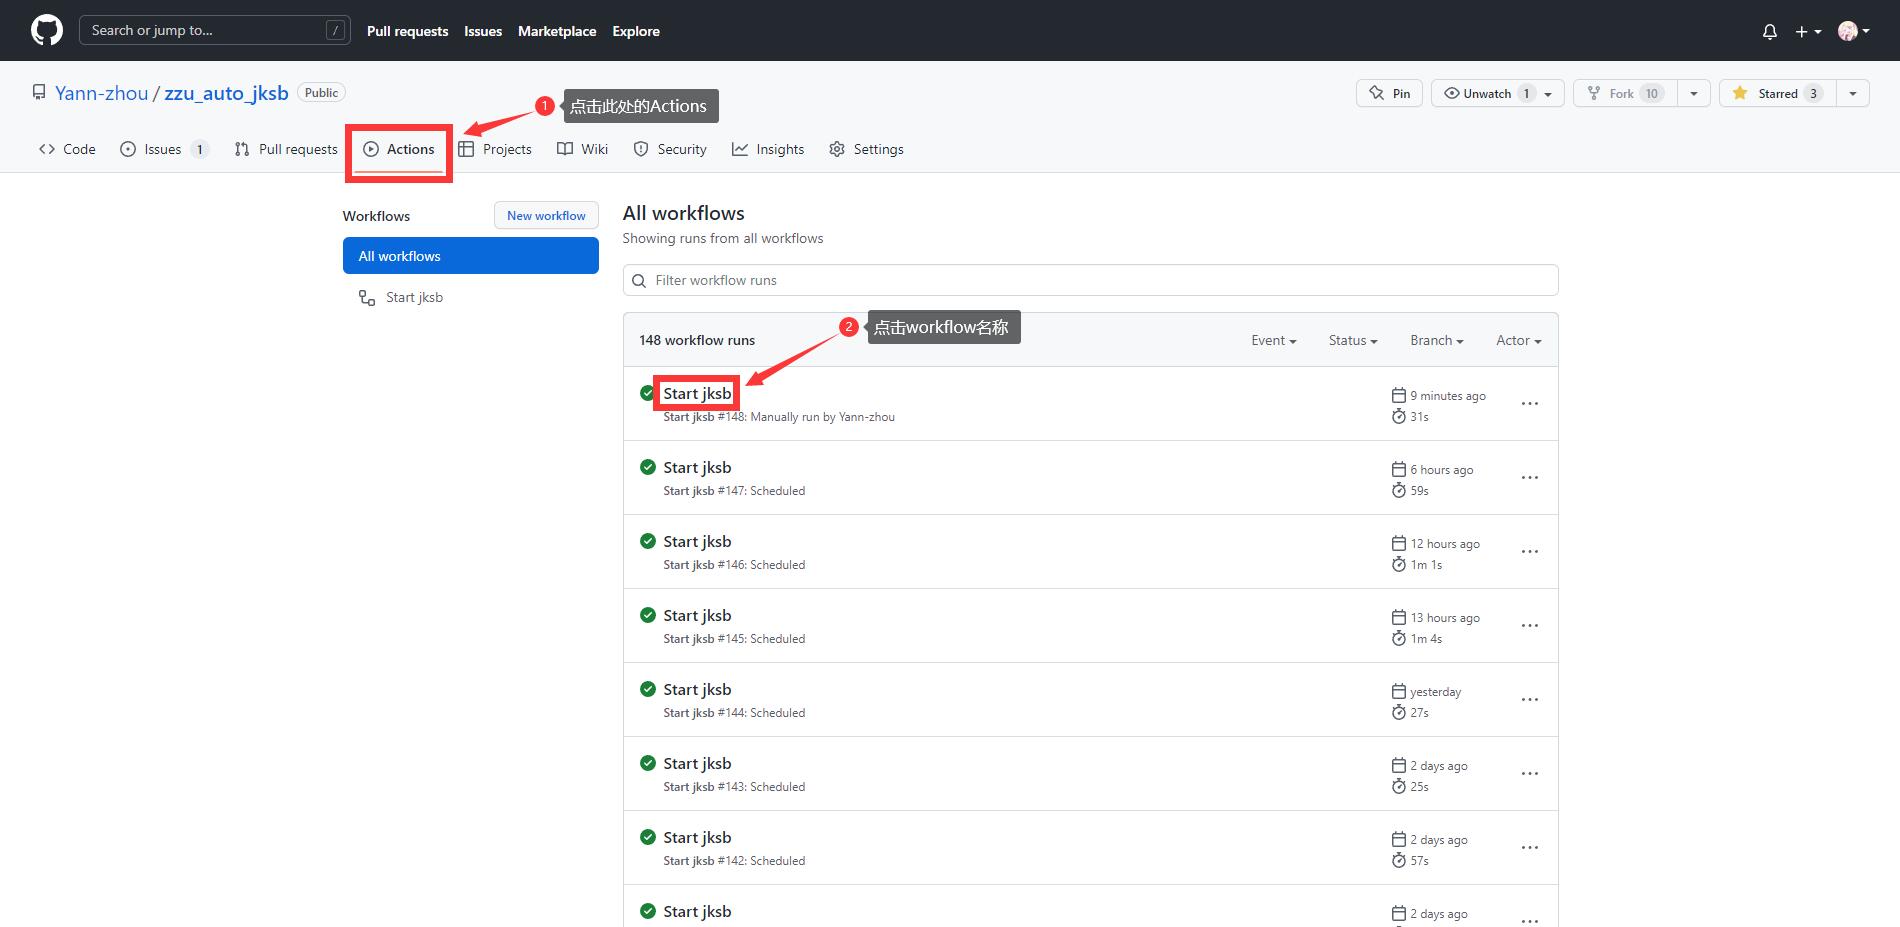 Search or jump to... /
Pull requests Issues Marketplace Explore
Yann-zhou / zzu_auto_jksb Public
1 点击此处的Actions
Pin Unwatch 1 Fork 10 Starred 3
Code Issues 1 Pull requests Actions Projects Wiki Security Insights Settings
Workflows New workflow
All workflows
Start jksb
All workflows
Showing runs from all workflows
Filter workflow runs
2 点击workflow名称
148 workflow runs Event Status Branch Actor
Start jksb 9 minutes ago
Start jksb #148: Manually run by Yann-zhou 31s
Start jksb 6 hours ago
Start jksb #147: Scheduled 59s
Start jksb 12 hours ago
Start jksb #146: Scheduled 1m 1s
Start jksb 13 hours ago
Start jksb #145: Scheduled 1m 4s
Start jksb yesterday
Start jksb #144: Scheduled 27s
Start jksb 2 days ago
Start jksb #143: Scheduled 25s
Start jksb 2 days ago
Start jksb #142: Scheduled 57s
Start jksb 2 days ago